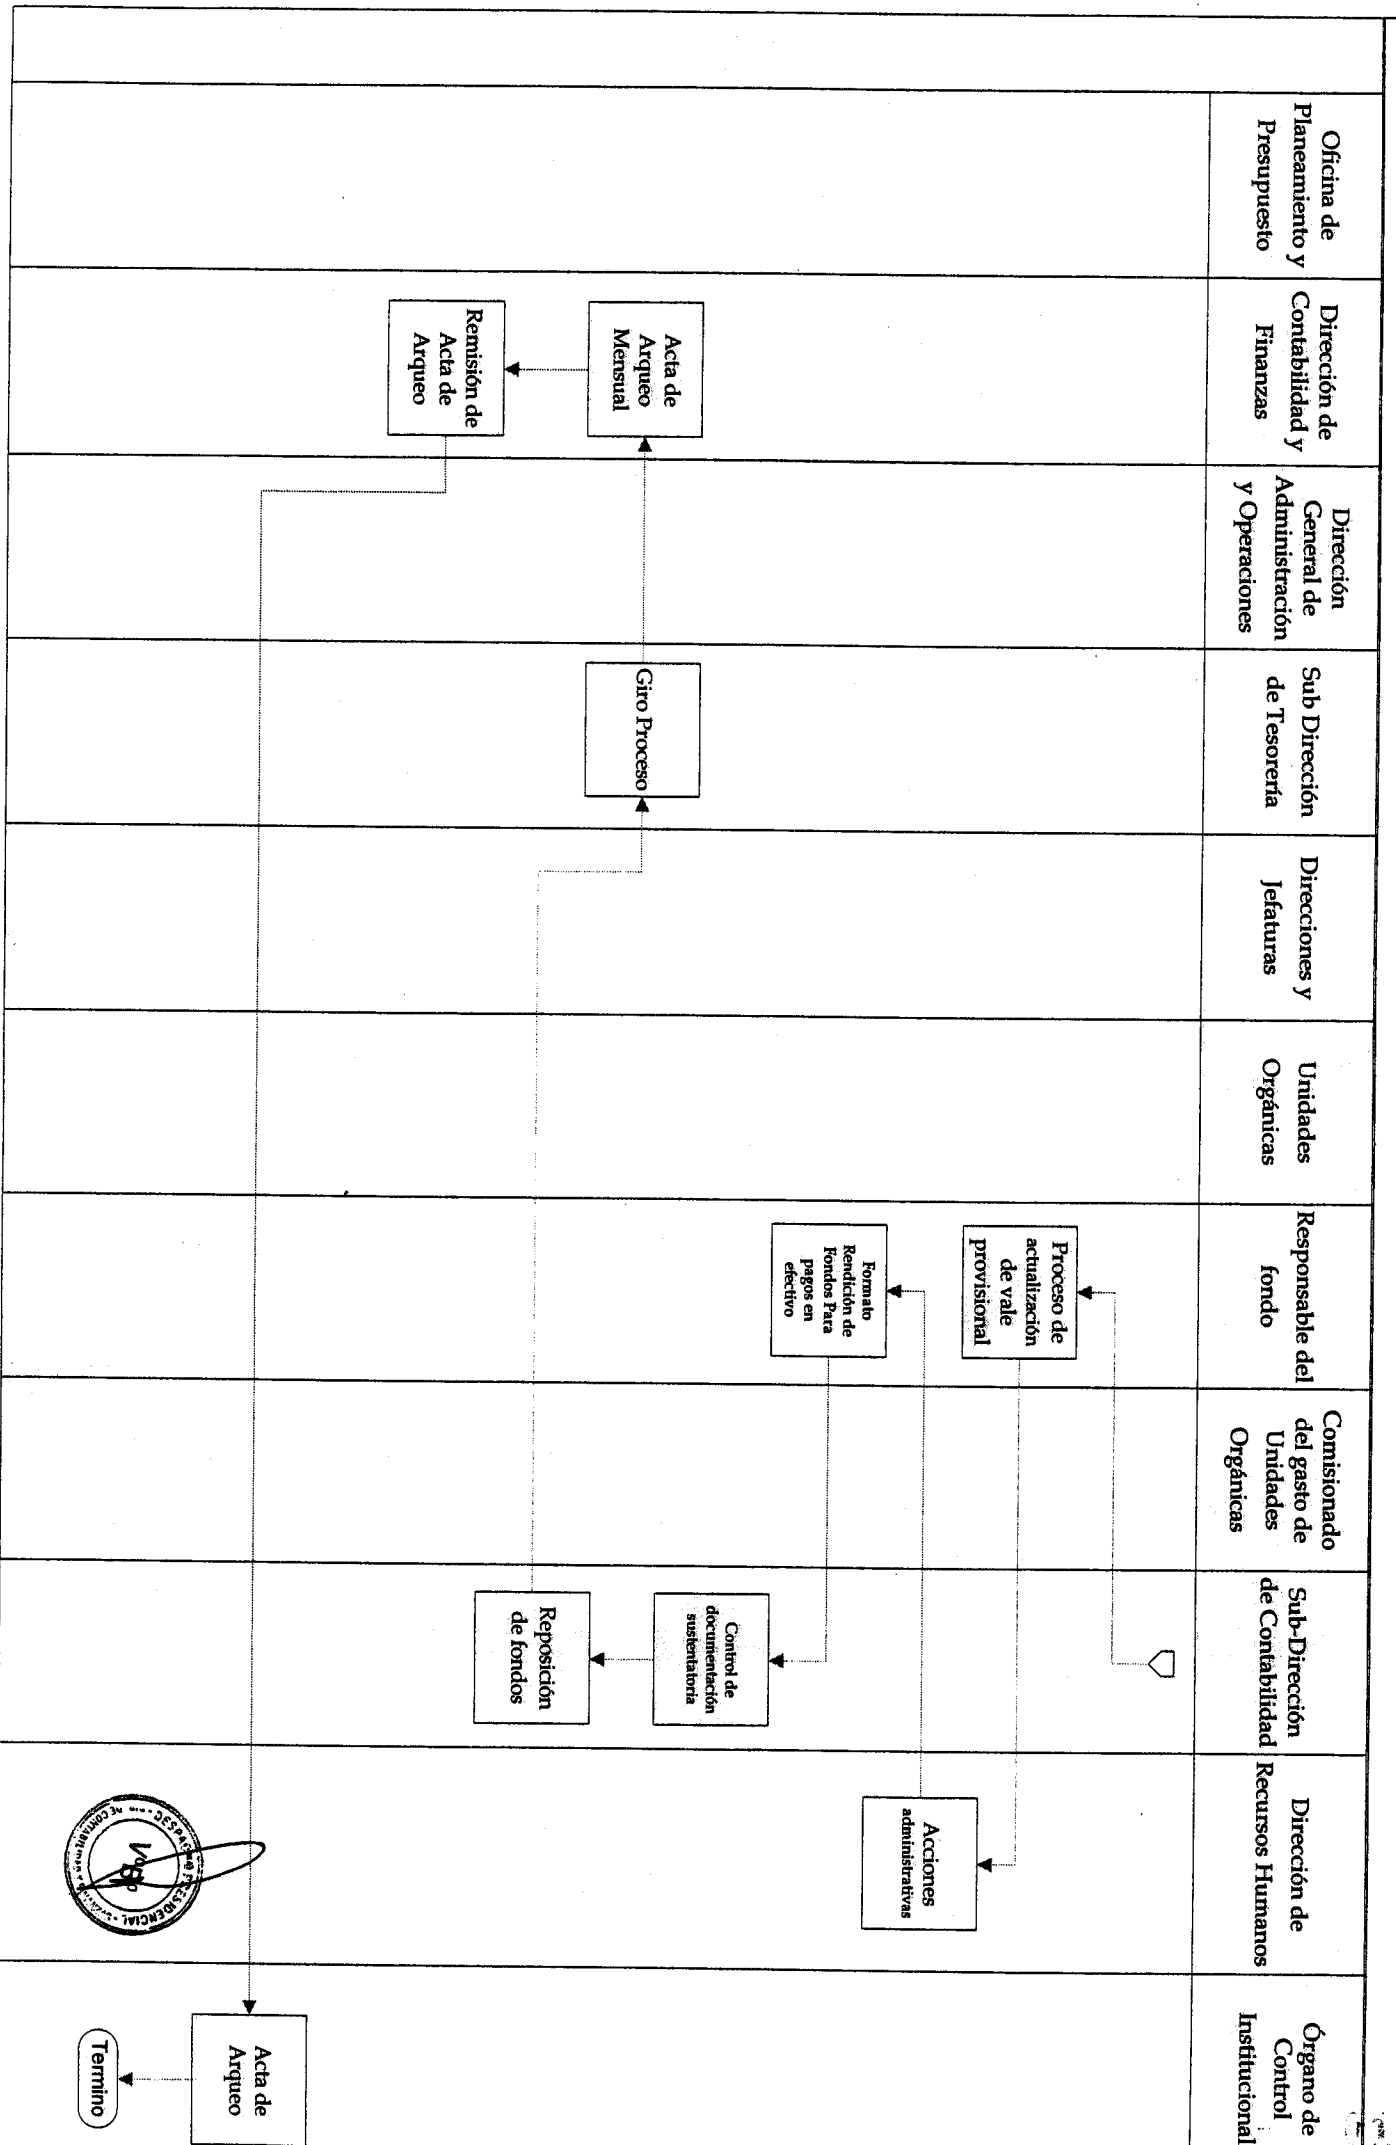 Oficina de
Planeamiento y
Presupuesto
Dirección de
Contabilidad y
Finanzas
Dirección
General de
Administración
y Operaciones
Sub Dirección
de Tesorería
Direcciones y
Jefaturas
Unidades
Orgánicas
Responsable del
fondo
Comisionado
del gasto de
Unidades
Orgánicas
Sub-Dirección
de Contabilidad
Dirección de
Recursos Humanos
Órgano de
Control
Institucional
Proceso de
actualización
de vale
provisional
Acciones
administrativas
Formato
Rendición de
Fondos Para
pagos en
efectivo
Control de
documentación
sustentatoria
Reposición
de fondos
Giro Proceso
Acta de
Arqueo
Mensual
Remisión de
Acta de
Arqueo
Acta de
Arqueo
Termino